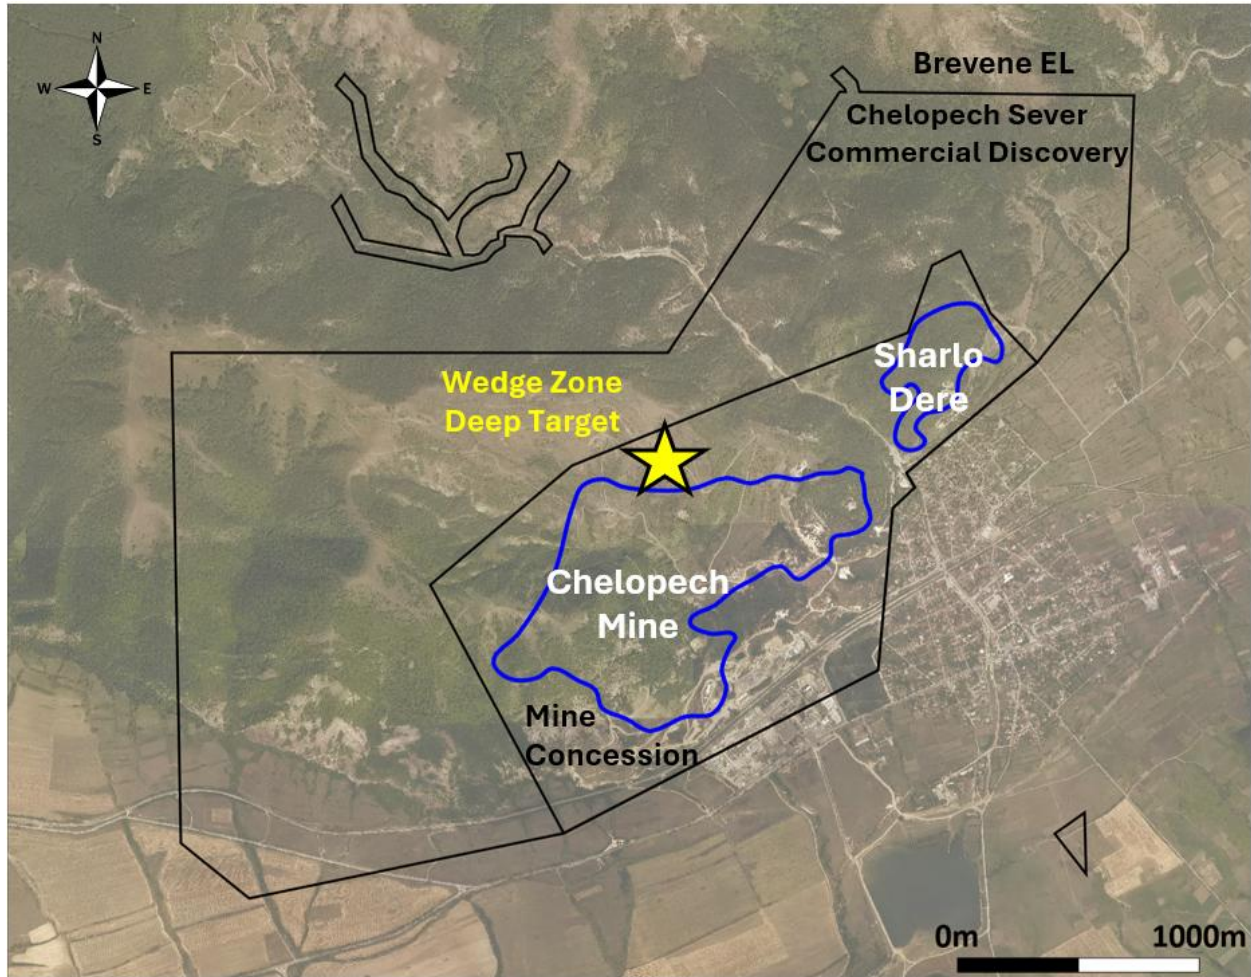 N
W E
S
Brevene EL
Chelopech Sever
Commercial Discovery
Sharlo
Dere
Wedge Zone
Deep Target
Chelopech
Mine
Mine
Concession
0m 1000m